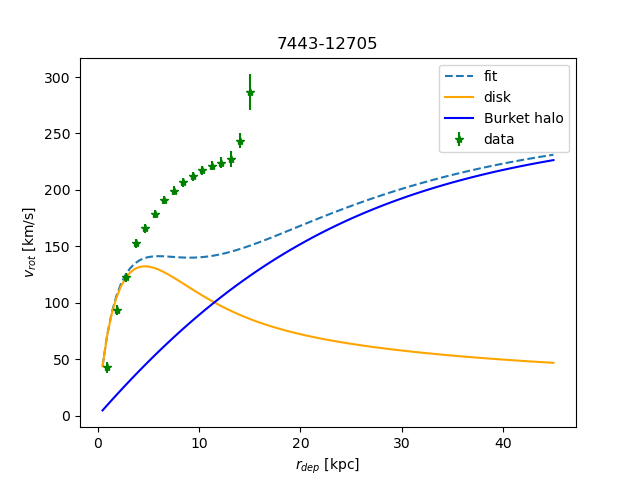 7443-12705
300
250
200
150
100
50
0
v_rot [km/s]
fit
disk
Burket halo
data
0 10 20 30 40
r_dep [kpc]